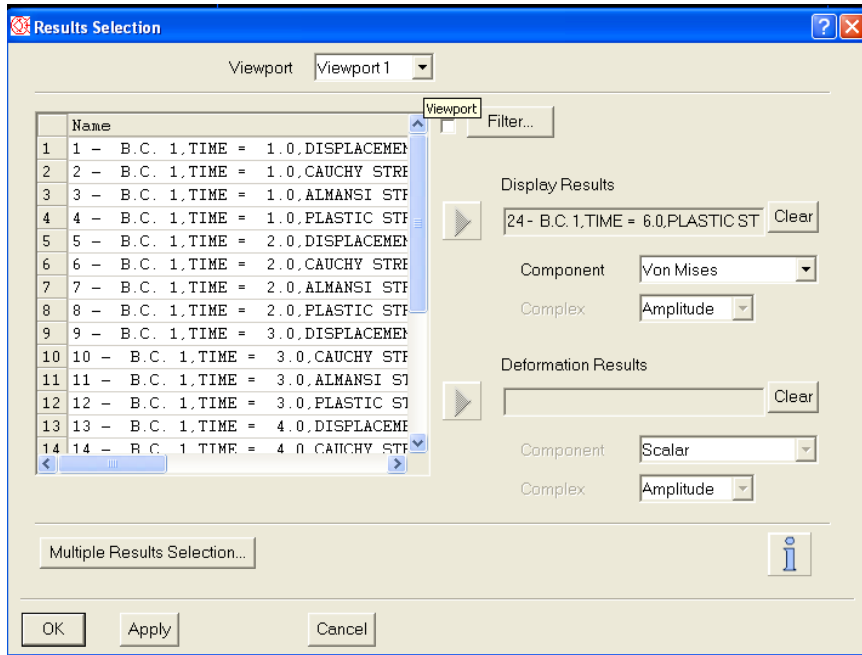 Results Selection
Viewport Viewport 1
Viewport
Name
Filter...
1 1 - B.C. 1,TIME = 1.0,DISPLACEMEN
2 2 - B.C. 1,TIME = 1.0,CAUCHY STRE
3 3 - B.C. 1,TIME = 1.0,ALMANSI STF
4 4 - B.C. 1,TIME = 1.0,PLASTIC STF
5 5 - B.C. 1,TIME = 2.0,DISPLACEMEN
6 6 - B.C. 1,TIME = 2.0,CAUCHY STRE
7 7 - B.C. 1,TIME = 2.0,ALMANSI STF
8 8 - B.C. 1,TIME = 2.0,PLASTIC STF
9 9 - B.C. 1,TIME = 3.0,DISPLACEMEN
10 10 - B.C. 1,TIME = 3.0,CAUCHY STF
11 11 - B.C. 1,TIME = 3.0,ALMANSI ST
12 12 - B.C. 1,TIME = 3.0,PLASTIC ST
13 13 - B.C. 1,TIME = 4.0,DISPLACEME
14 14 - B.C. 1,TIME = 4.0,CAUCHY STF
Display Results
24 - B.C. 1,TIME = 6.0,PLASTIC ST Clear
Component Von Mises
Complex Amplitude
Deformation Results
Clear
Component Scalar
Complex Amplitude
Multiple Results Selection...
i
OK Apply Cancel